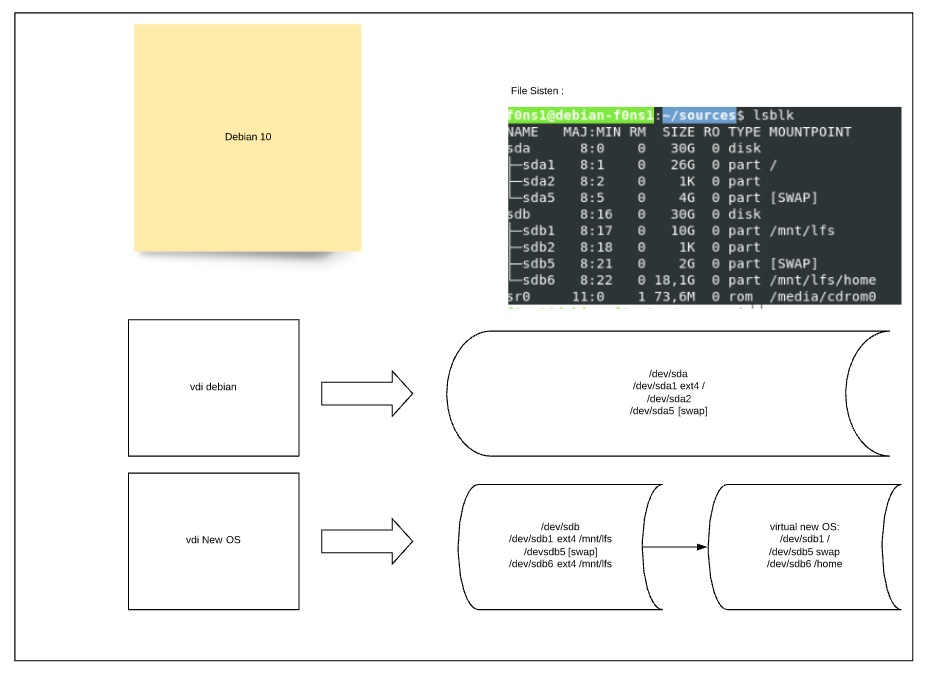 Debian 10
File Sisten :
f0ns1@debian-f0ns1:~/sources$ lsblk
NAME MAJ:MIN RM SIZE RO TYPE MOUNTPOINT
sda 8:0 0 30G 0 disk
├─sda1 8:1 0 26G 0 part /
├─sda2 8:2 0 1K 0 part
└─sda5 8:5 0 4G 0 part [SWAP]
sdb 8:16 0 30G 0 disk
├─sdb1 8:17 0 10G 0 part /mnt/lfs
├─sdb2 8:18 0 1K 0 part
├─sdb5 8:21 0 2G 0 part [SWAP]
└─sdb6 8:22 0 18,1G 0 part /mnt/lfs/home
sr0 11:0 1 73,6M 0 rom /media/cdrom0
vdi debian
/dev/sda
/dev/sda1 ext4 /
/dev/sda2
/dev/sda5 [swap]
vdi New OS
/dev/sdb
/dev/sdb1 ext4 /mnt/lfs
/devsdb5 [swap]
/dev/sdb6 ext4 /mnt/lfs
virtual new OS:
/dev/sdb1 /
/dev/sdb5 swap
/dev/sdb6 /home